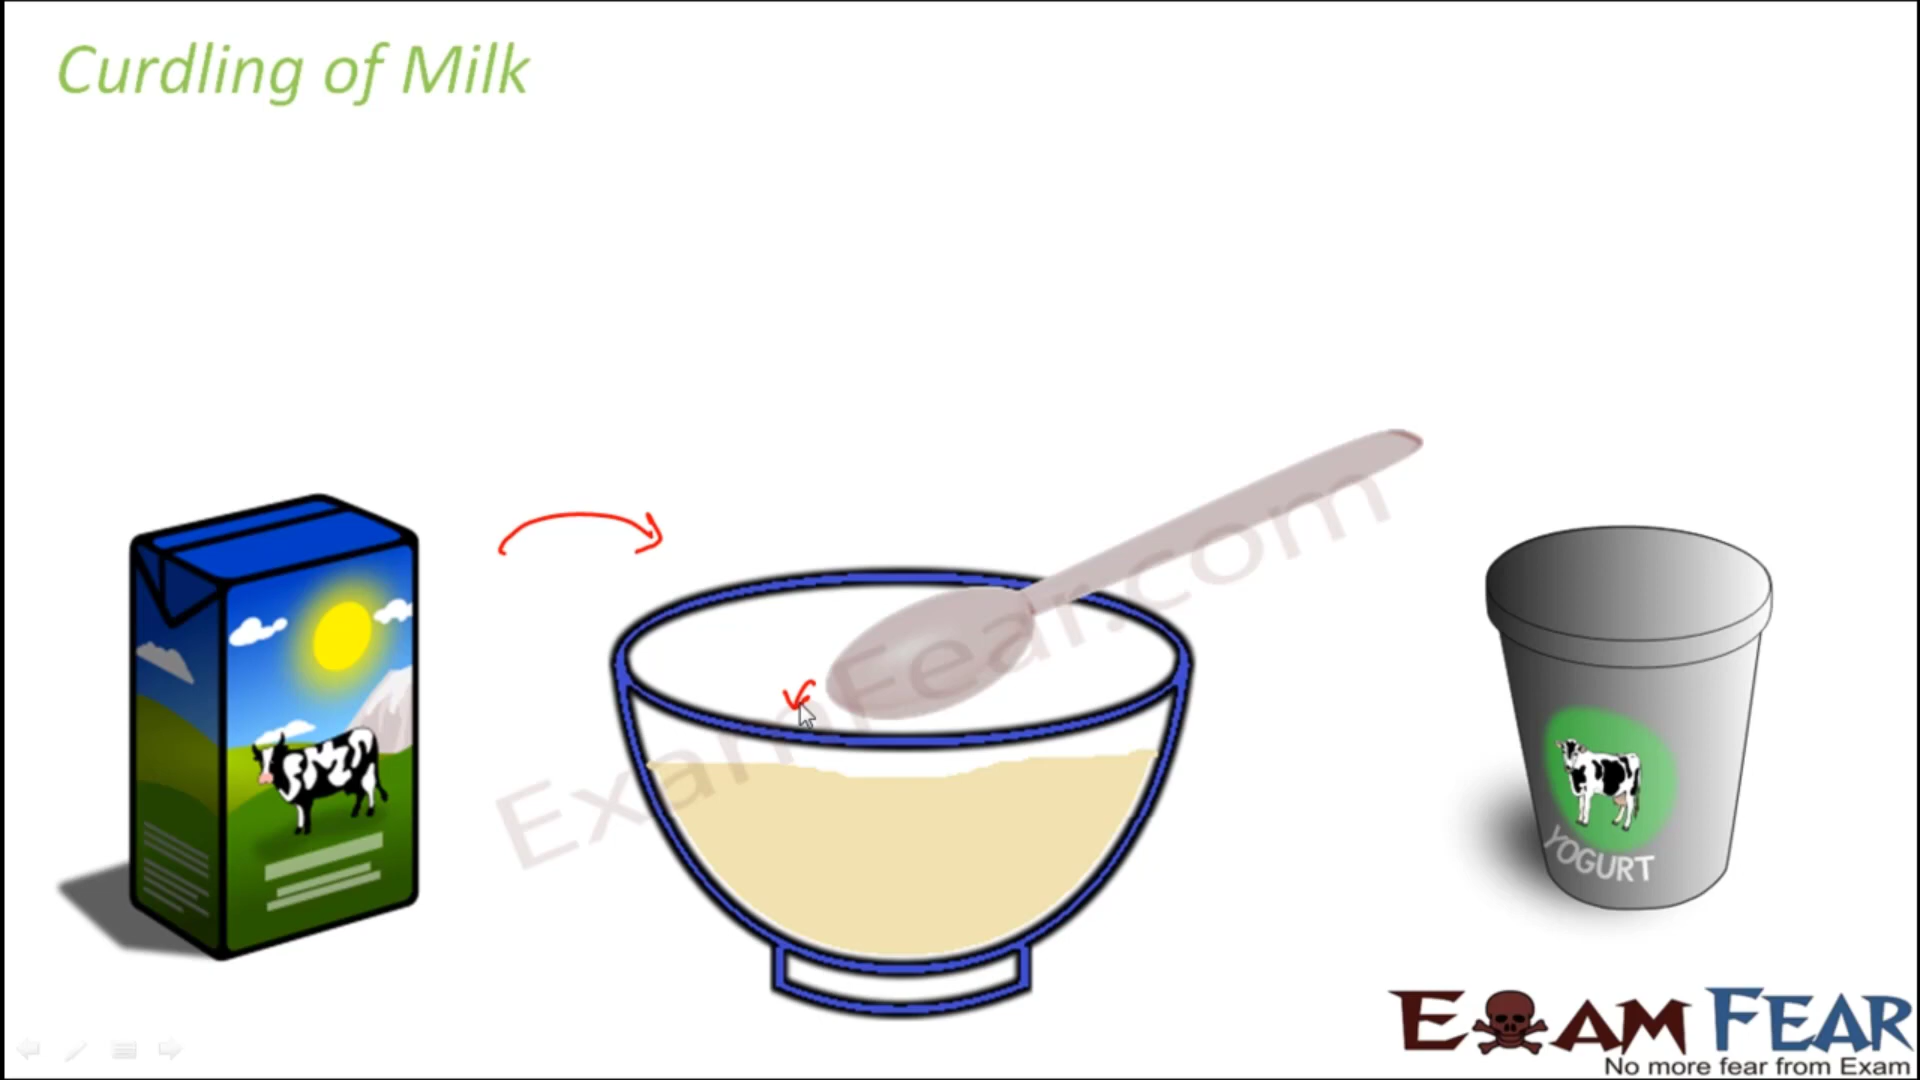 Curdling of Milk
ExamFear.com
YOGURT
EXAM FEAR
No more fear from Exam